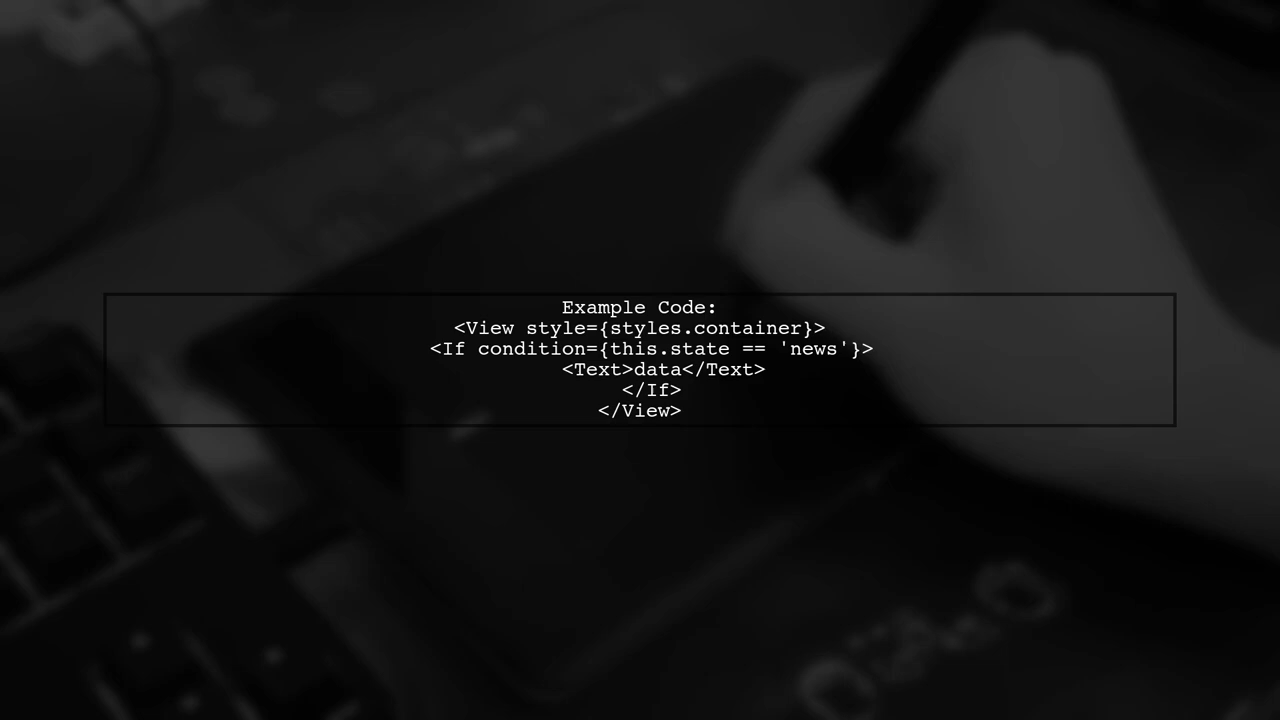 Example Code:
<View style={styles.container}>
<If condition={this.state == 'news'}>
<Text>data</Text>
</If>
</View>